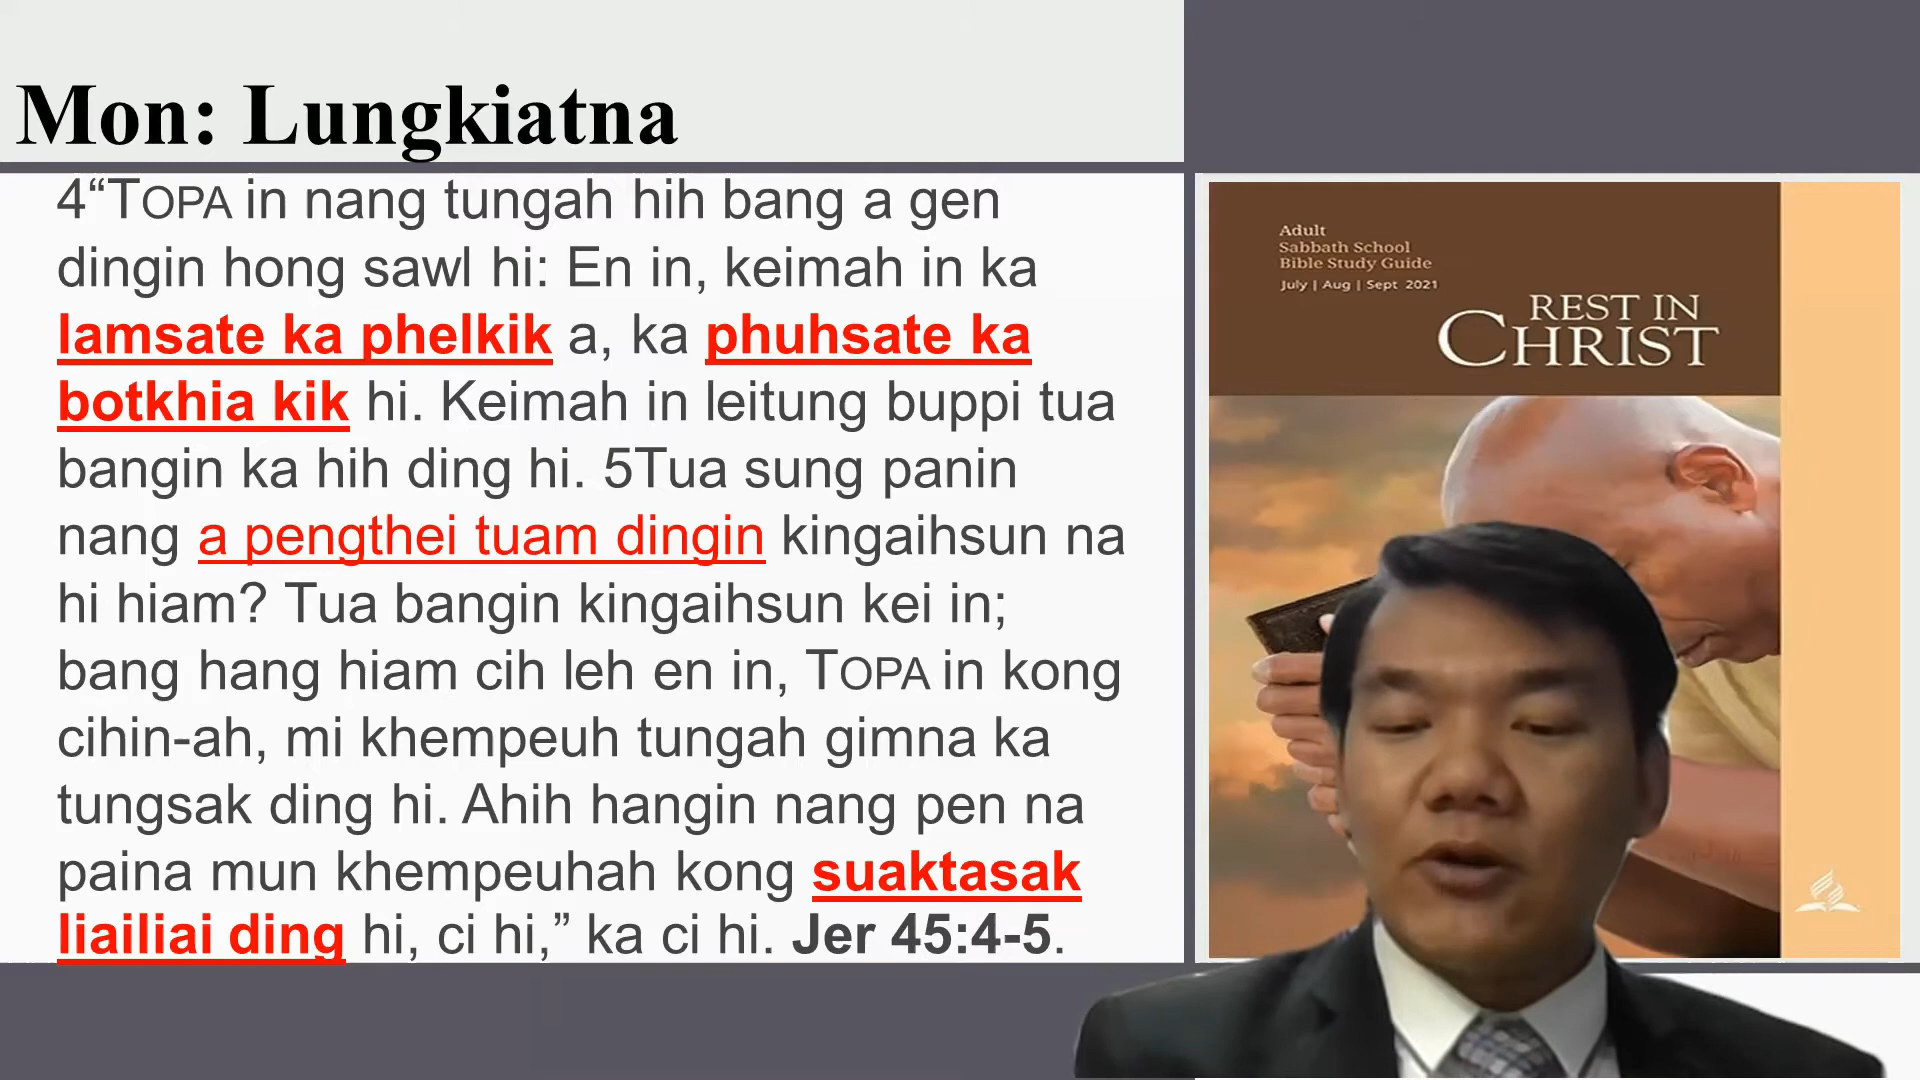 Mon: Lungkiatna
4“TOPA in nang tungah hih bang a gen
dingin hong sawl hi: En in, keimah in ka
lamsate ka phelkik a, ka phuhsate ka
botkhia kik hi. Keimah in leitung buppi tua
bangin ka hih ding hi. 5Tua sung panin
nang a pengthei tuam dingin kingaihsun na
hi hiam? Tua bangin kingaihsun kei in;
bang hang hiam cih leh en in, TOPA in kong
cihin-ah, mi khempeuh tungah gimna ka
tungsak ding hi. Ahih hangin nang pen na
paina mun khempeuhah kong suaktasak
liailiai ding hi, ci hi,” ka ci hi. Jer 45:4-5.
Adult
Sabbath School
Bible Study Guide
July | Aug | Sept 2021
REST IN
CHRIST